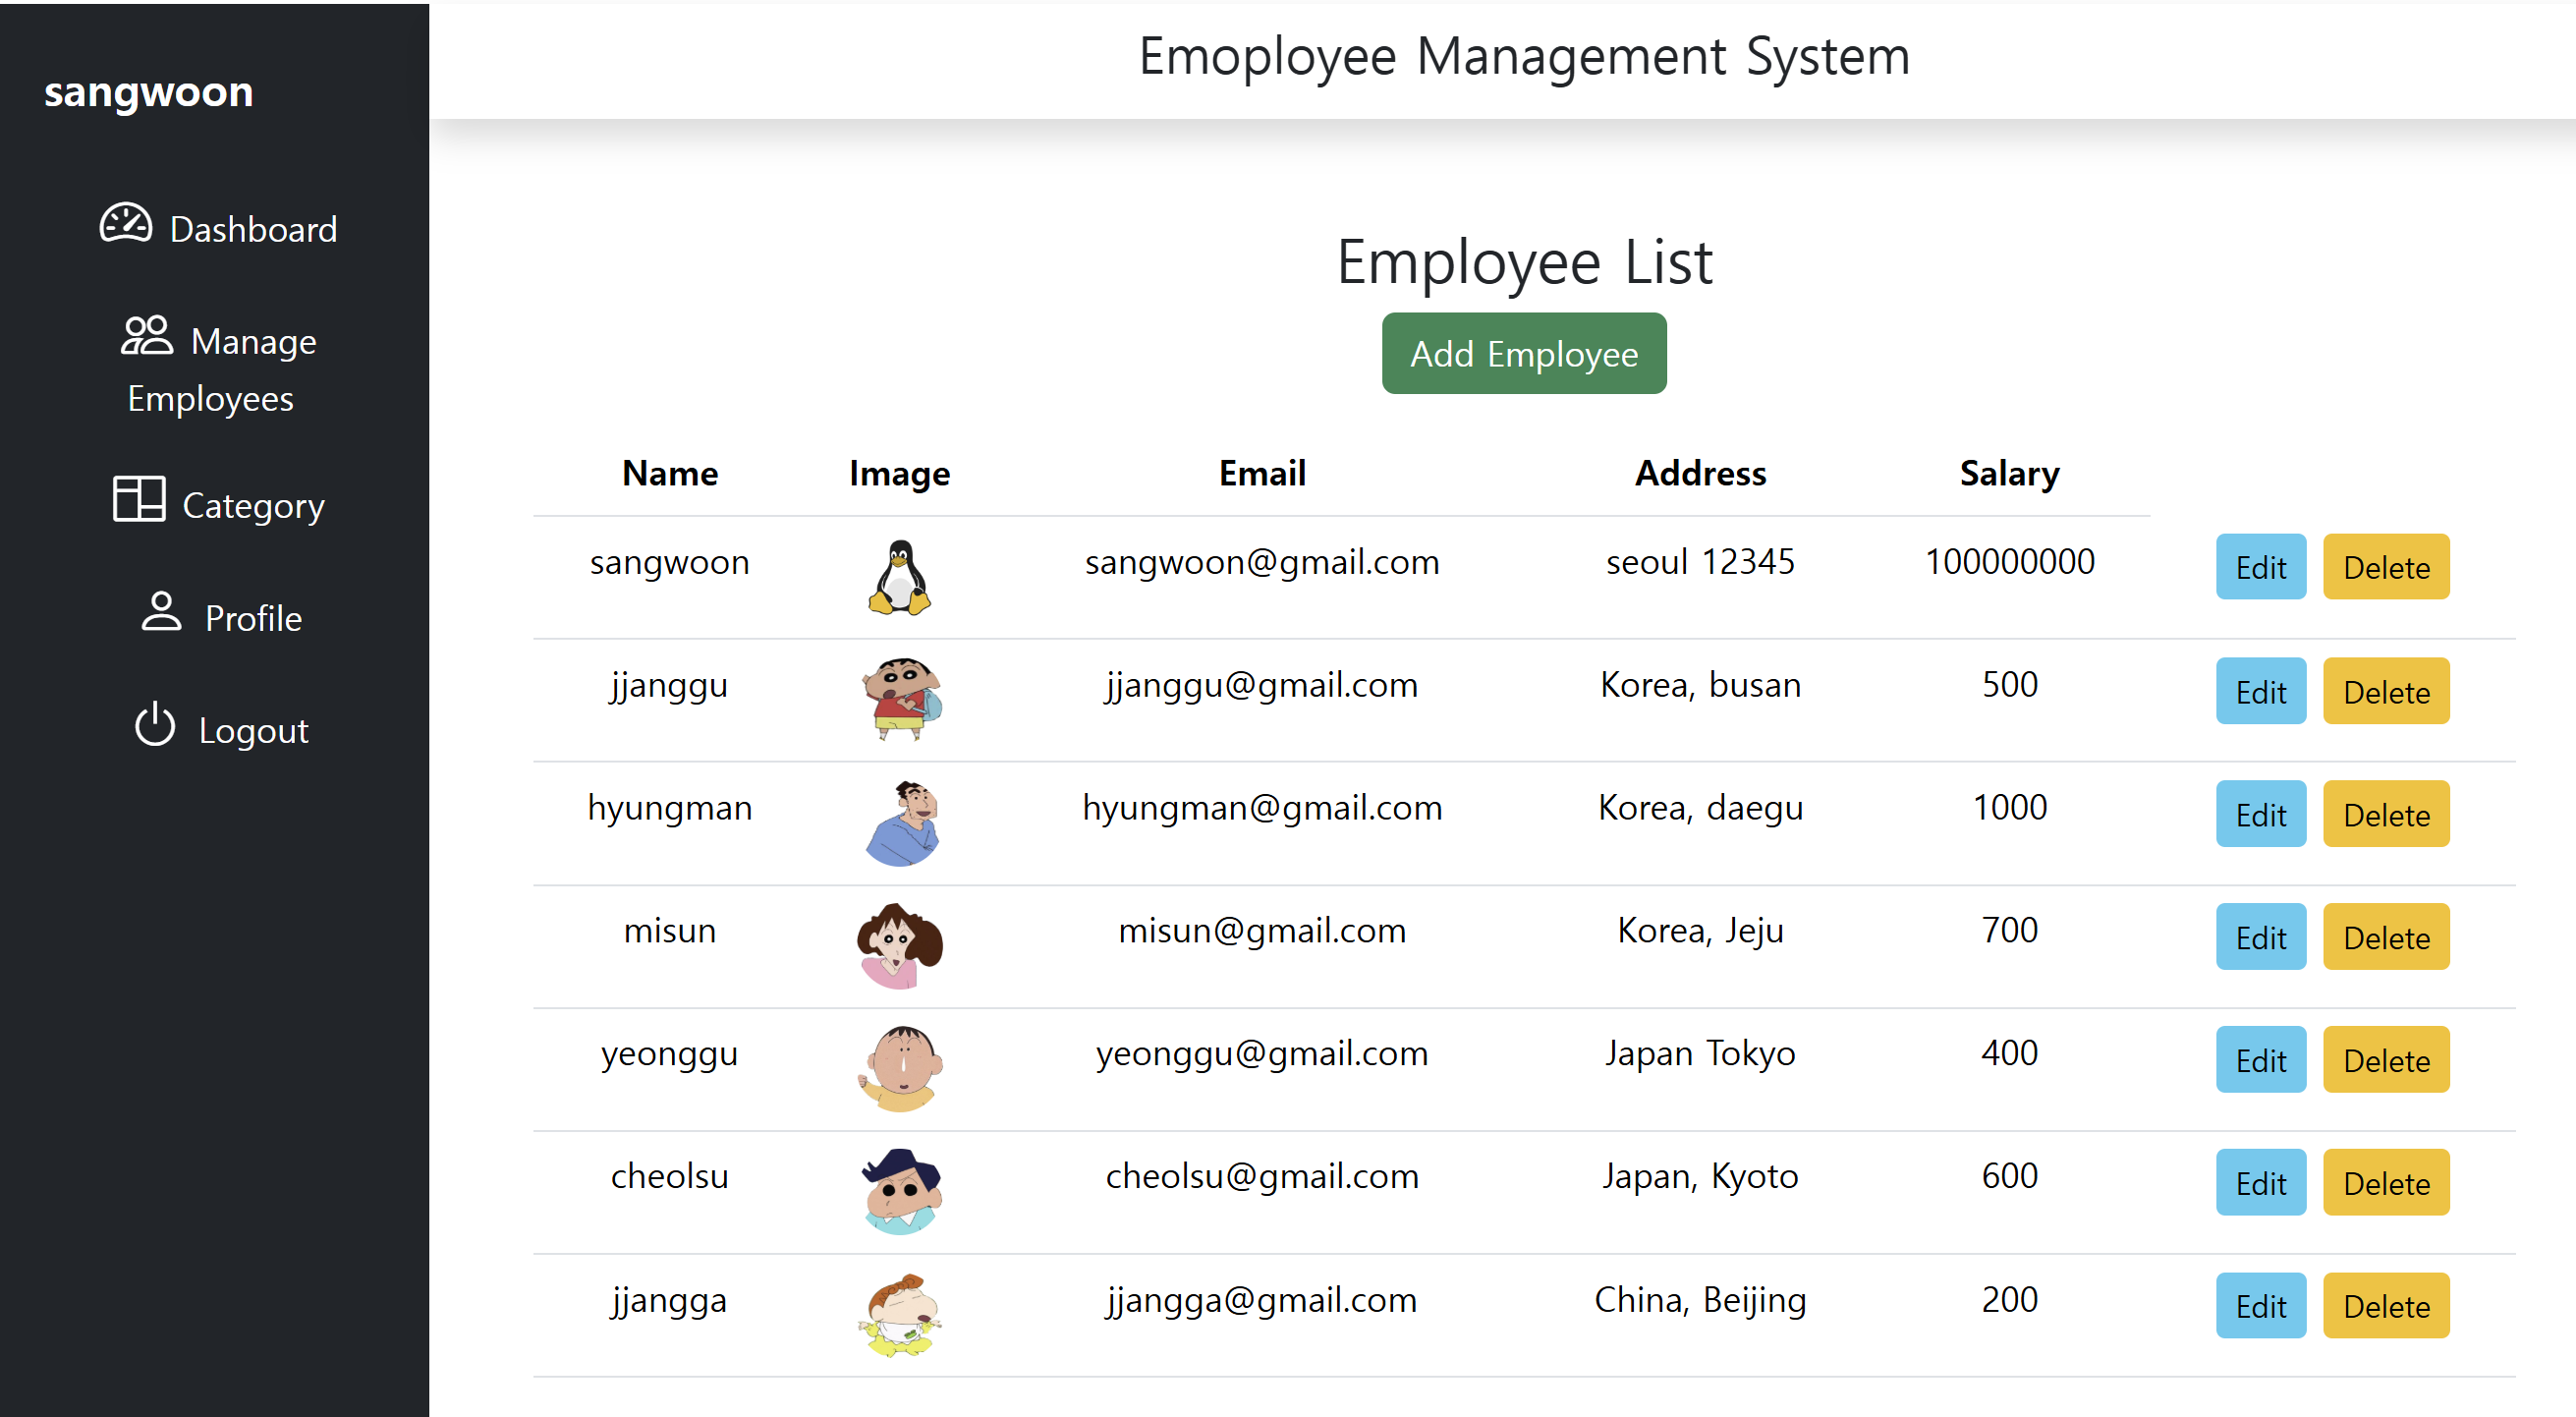 sangwoon
Dashboard
Manage
Employees
Category
Profile
Logout
Emoployee Management System
Employee List
Add Employee
Name Image Email Address Salary
sangwoon sangwoon@gmail.com seoul 12345 100000000 Edit Delete
jjanggu jjanggu@gmail.com Korea, busan 500 Edit Delete
hyungman hyungman@gmail.com Korea, daegu 1000 Edit Delete
misun misun@gmail.com Korea, Jeju 700 Edit Delete
yeonggu yeonggu@gmail.com Japan Tokyo 400 Edit Delete
cheolsu cheolsu@gmail.com Japan, Kyoto 600 Edit Delete
jjangga jjangga@gmail.com China, Beijing 200 Edit Delete